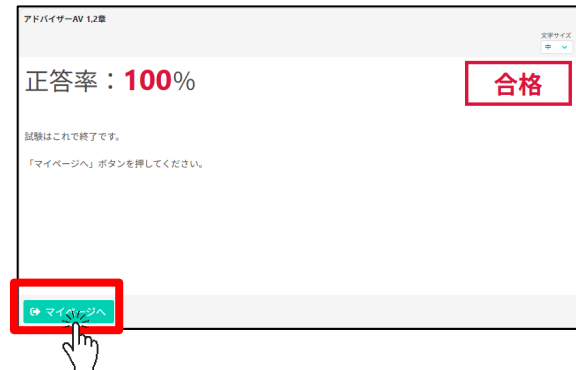 アドバイザーAV 1,2章
文字サイズ
中
正答率：100%
合格
試験はこれで終了です。
「マイページへ」ボタンを押してください。
マイページへ